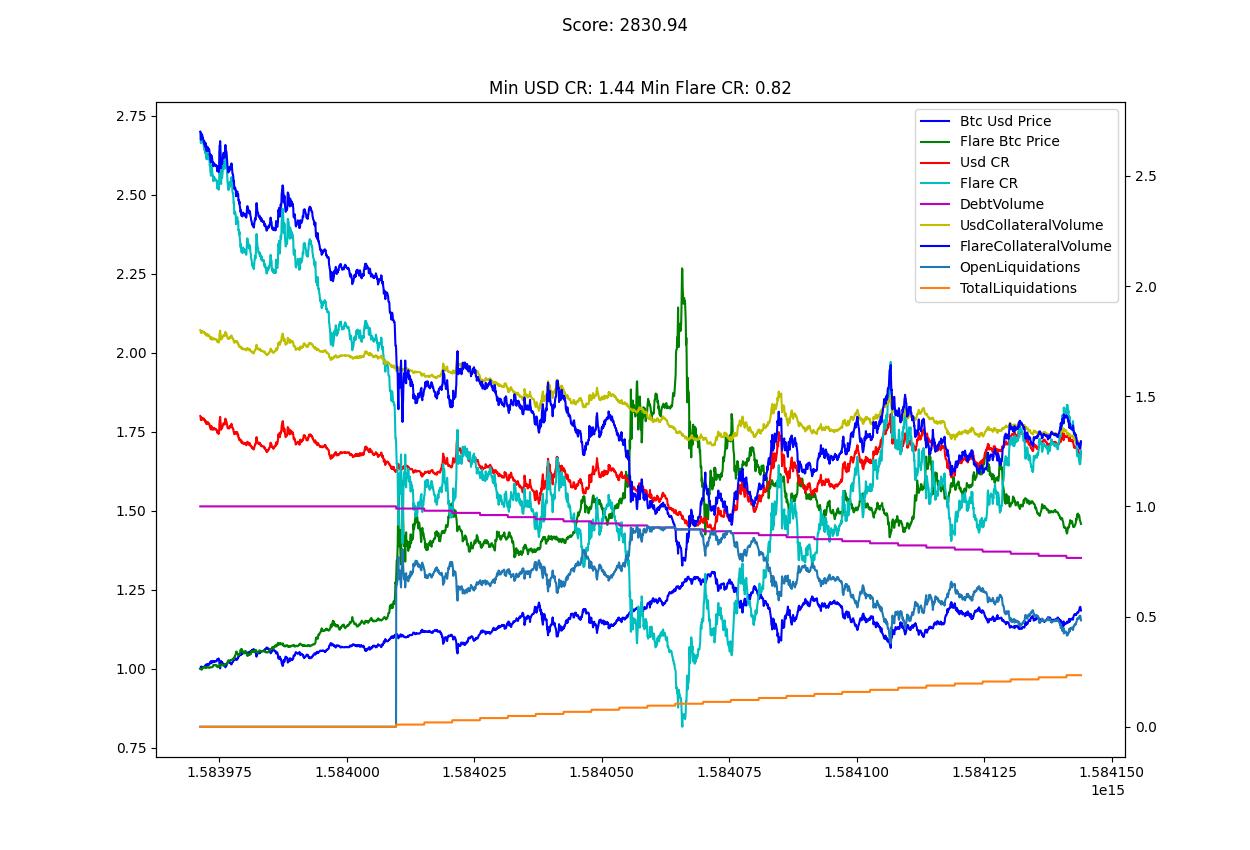 Score: 2830.94
Min USD CR: 1.44 Min Flare CR: 0.82
2.75
2.50
2.25
2.00
1.75
1.50
1.25
1.00
0.75
Btc Usd Price
Flare Btc Price
Usd CR
Flare CR
DebtVolume
UsdCollateralVolume
FlareCollateralVolume
OpenLiquidations
TotalLiquidations
2.5
2.0
1.5
1.0
0.5
0.0
1.583975 1.584000 1.584025 1.584050 1.584075 1.584100 1.584125 1.584150
1e15